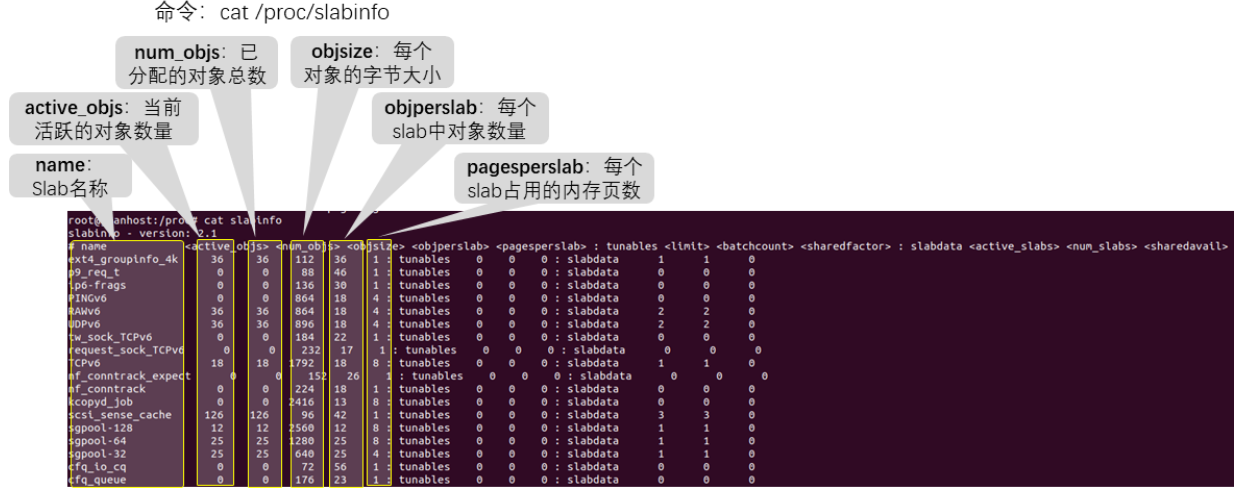 命令：cat /proc/slabinfo
num_objs：已
分配的对象总数
objsize：每个
对象的字节大小
active_objs：当前
活跃的对象数量
objperslab：每个
slab中对象数量
name：
Slab名称
pagesperslab：每个
slab占用的内存页数
cat slabinfo
slabinfo - version: 2.1
# name <active_objs> <num_objs> <objsize> <objperslab> <pagesperslab> : tunables <limit> <batchcount> <sharedfactor> : slabdata <active_slabs> <num_slabs> <sharedavail>
ext4_groupinfo_4k 36 36 112 36 1 : tunables 0 0 0 : slabdata 1 1 0
p9_req_t 0 0 88 46 1 : tunables 0 0 0 : slabdata 0 0 0
ip6-frags 0 0 136 30 1 : tunables 0 0 0 : slabdata 0 0 0
PINGv6 0 0 864 18 4 : tunables 0 0 0 : slabdata 0 0 0
RAWv6 36 36 864 18 4 : tunables 0 0 0 : slabdata 2 2 0
UDPv6 36 36 896 18 4 : tunables 0 0 0 : slabdata 2 2 0
tw_sock_TCPv6 0 0 184 22 1 : tunables 0 0 0 : slabdata 0 0 0
request_sock_TCPv6 0 0 232 17 1 : tunables 0 0 0 : slabdata 0 0 0
TCPv6 18 18 1792 18 8 : tunables 0 0 0 : slabdata 1 1 0
nf_conntrack_expect 0 0 152 26 1 : tunables 0 0 0 : slabdata 0 0 0
nf_conntrack 0 0 224 18 1 : tunables 0 0 0 : slabdata 0 0 0
kcopyd_job 0 0 2416 13 8 : tunables 0 0 0 : slabdata 0 0 0
scsi_sense_cache 126 126 96 42 1 : tunables 0 0 0 : slabdata 3 3 0
sgpool-128 12 12 2560 12 8 : tunables 0 0 0 : slabdata 1 1 0
sgpool-64 25 25 1280 25 8 : tunables 0 0 0 : slabdata 1 1 0
sgpool-32 25 25 640 25 4 : tunables 0 0 0 : slabdata 1 1 0
cfq_io_cq 0 0 72 56 1 : tunables 0 0 0 : slabdata 0 0 0
cfq_queue 0 0 176 23 1 : tunables 0 0 0 : slabdata 0 0 0